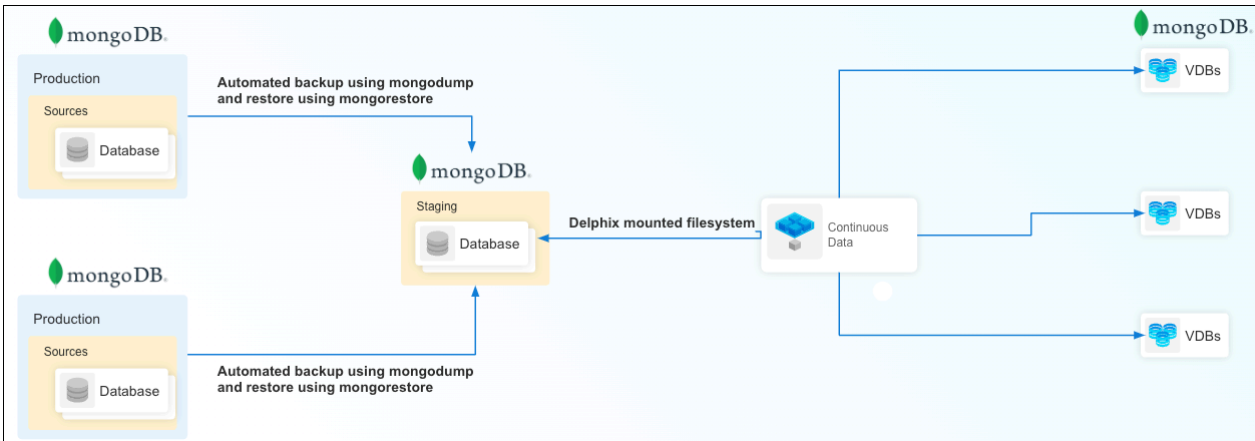 mongoDB.
Production
Sources
Database
Automated backup using mongodump
and restore using mongorestore
mongoDB.
Production
Sources
Database
Automated backup using mongodump
and restore using mongorestore
mongoDB.
Staging
Database
Delphix mounted filesystem
Continuous
Data
mongoDB.
VDBs
VDBs
VDBs